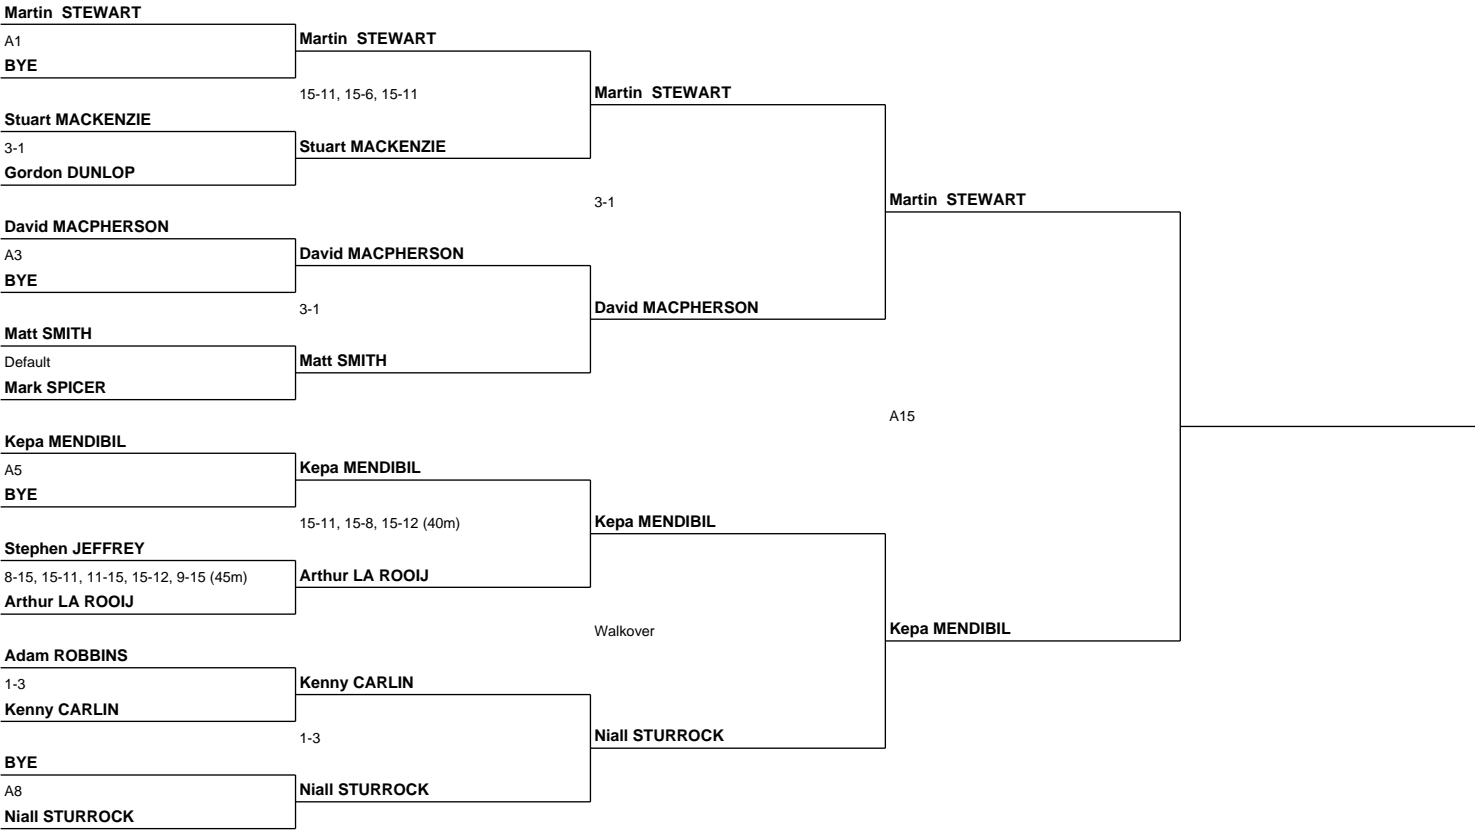 Martin  STEWART
A1
BYE
Martin  STEWART
15-11, 15-6, 15-11
Stuart MACKENZIE
3-1
Gordon DUNLOP
Stuart MACKENZIE
Martin  STEWART
3-1
David MACPHERSON
A3
BYE
David MACPHERSON
3-1
Matt SMITH
Default
Mark SPICER
Matt SMITH
David MACPHERSON
Martin  STEWART
A15
Kepa MENDIBIL
A5
BYE
Kepa MENDIBIL
15-11, 15-8, 15-12 (40m)
Stephen JEFFREY
8-15, 15-11, 11-15, 15-12, 9-15 (45m)
Arthur LA ROOIJ
Arthur LA ROOIJ
Kepa MENDIBIL
Walkover
Adam ROBBINS
1-3
Kenny CARLIN
Kenny CARLIN
1-3
BYE
A8
Niall STURROCK
Niall STURROCK
Niall STURROCK
Kepa MENDIBIL